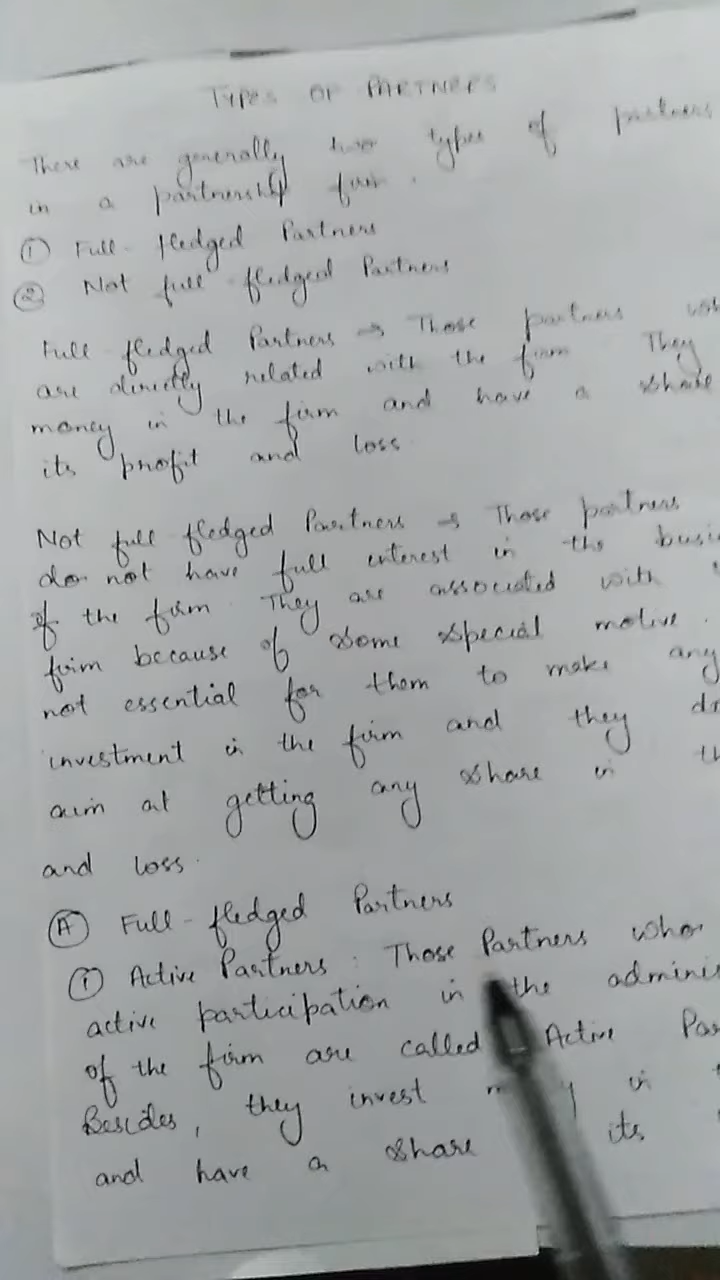 TYPES OF PARTNERS
There are generally two types of partners
in a partnership firm.
① Full-fledged Partners
② Not full-fledged Partners
Full fledged Partners → Those partners
are directly related with the firm They
money in the firm and have a share
its profit and loss
Not full fledged Partners → Those partners
do not have full interest in the busi
of the firm. They are associated with
firm because of some special motive.
not essential for them to make any
investment in the firm and they do
aim at getting any share in
and loss.
Ⓐ Full-fledged Partners
① Active Partners : Those Partners who
active participation in the adminis
of the firm are called Active Par
Besides, they invest in
and have a share its